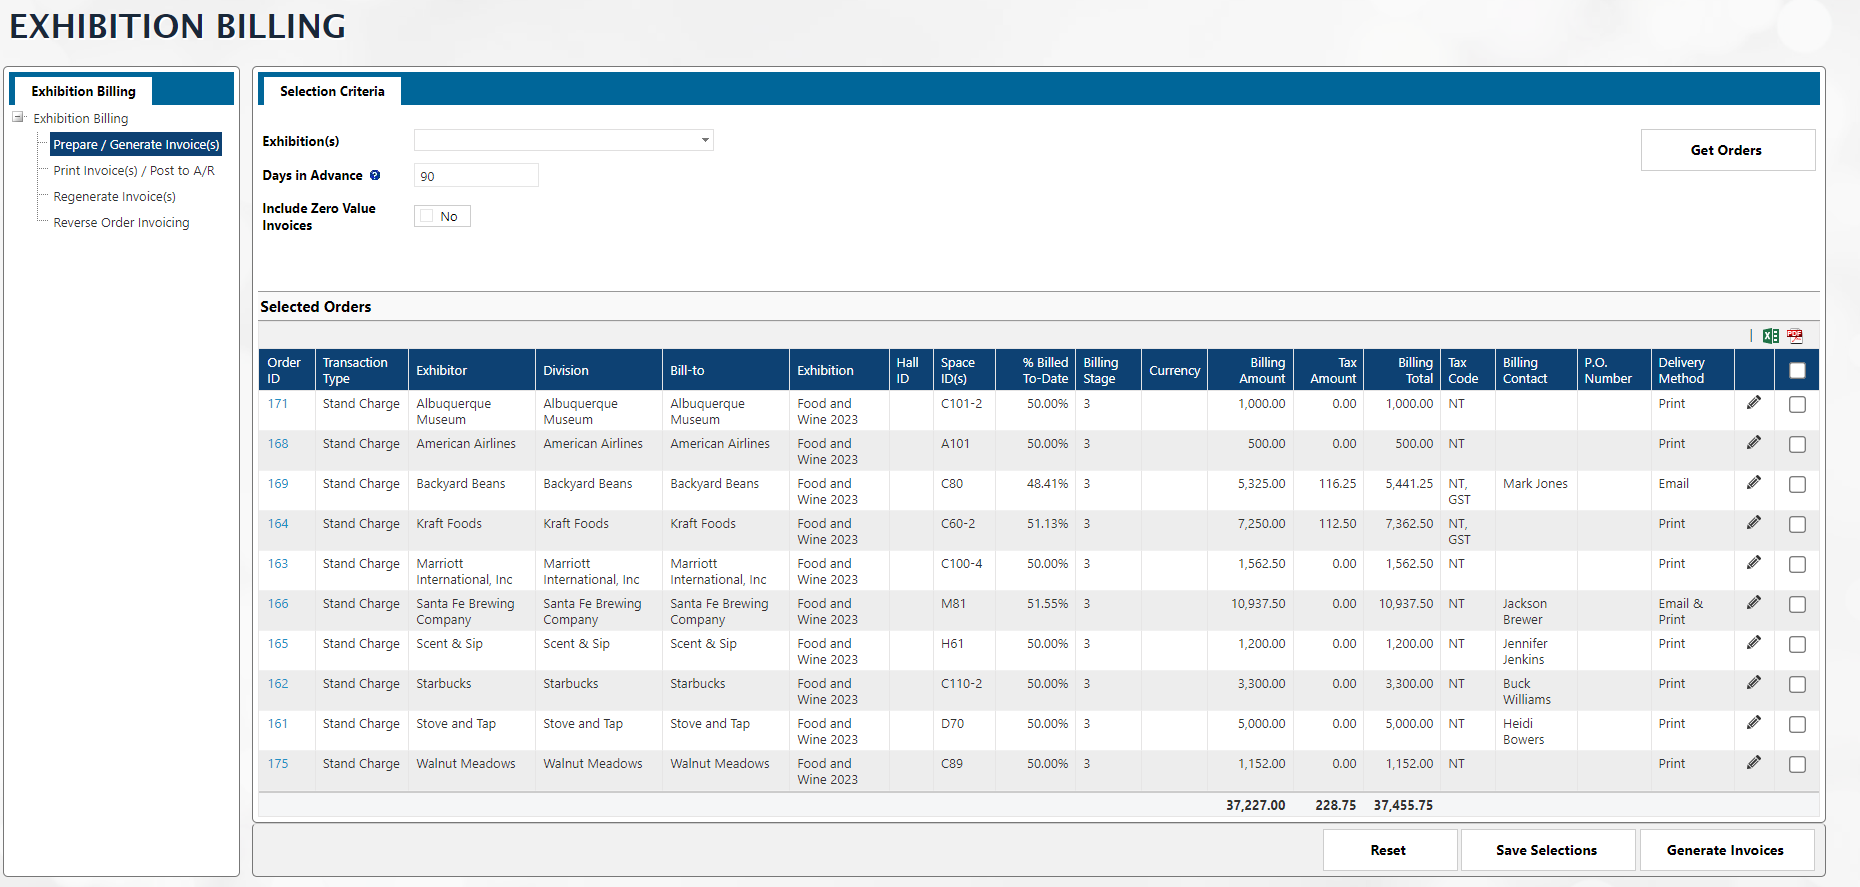 EXHIBITION BILLING
Exhibition Billing
Exhibition Billing
Prepare / Generate Invoice(s)
Print Invoice(s) / Post to A/R
Regenerate Invoice(s)
Reverse Order Invoicing
Selection Criteria
Exhibition(s)
Get Orders
Days in Advance ? 90
Include Zero Value
Invoices
No
Selected Orders
PDF
Order ID Transaction Type Exhibitor Division Bill-to Exhibition Hall ID Space ID(s) % Billed To-Date Billing Stage Currency Billing Amount Tax Amount Billing Total Tax Code Billing Contact P.O. Number Delivery Method
171 Stand Charge Albuquerque Museum Albuquerque Museum Albuquerque Museum Food and Wine 2023 C101-2 50.00% 3 1,000.00 0.00 1,000.00 NT Print
168 Stand Charge American Airlines American Airlines American Airlines Food and Wine 2023 A101 50.00% 3 500.00 0.00 500.00 NT Print
169 Stand Charge Backyard Beans Backyard Beans Backyard Beans Food and Wine 2023 C80 48.41% 3 5,325.00 116.25 5,441.25 NT, GST Mark Jones Email
164 Stand Charge Kraft Foods Kraft Foods Kraft Foods Food and Wine 2023 C60-2 51.13% 3 7,250.00 112.50 7,362.50 NT, GST Print
163 Stand Charge Marriott International, Inc Marriott International, Inc Marriott International, Inc Food and Wine 2023 C100-4 50.00% 3 1,562.50 0.00 1,562.50 NT Print
166 Stand Charge Santa Fe Brewing Company Santa Fe Brewing Company Santa Fe Brewing Company Food and Wine 2023 M81 51.55% 3 10,937.50 0.00 10,937.50 NT Jackson Brewer Email & Print
165 Stand Charge Scent & Sip Scent & Sip Scent & Sip Food and Wine 2023 H61 50.00% 3 1,200.00 0.00 1,200.00 NT Jennifer Jenkins Print
162 Stand Charge Starbucks Starbucks Starbucks Food and Wine 2023 C110-2 50.00% 3 3,300.00 0.00 3,300.00 NT Buck Williams Print
161 Stand Charge Stove and Tap Stove and Tap Stove and Tap Food and Wine 2023 D70 50.00% 3 5,000.00 0.00 5,000.00 NT Heidi Bowers Print
175 Stand Charge Walnut Meadows Walnut Meadows Walnut Meadows Food and Wine 2023 C89 50.00% 3 1,152.00 0.00 1,152.00 NT Print
37,227.00 228.75 37,455.75
Reset Save Selections Generate Invoices